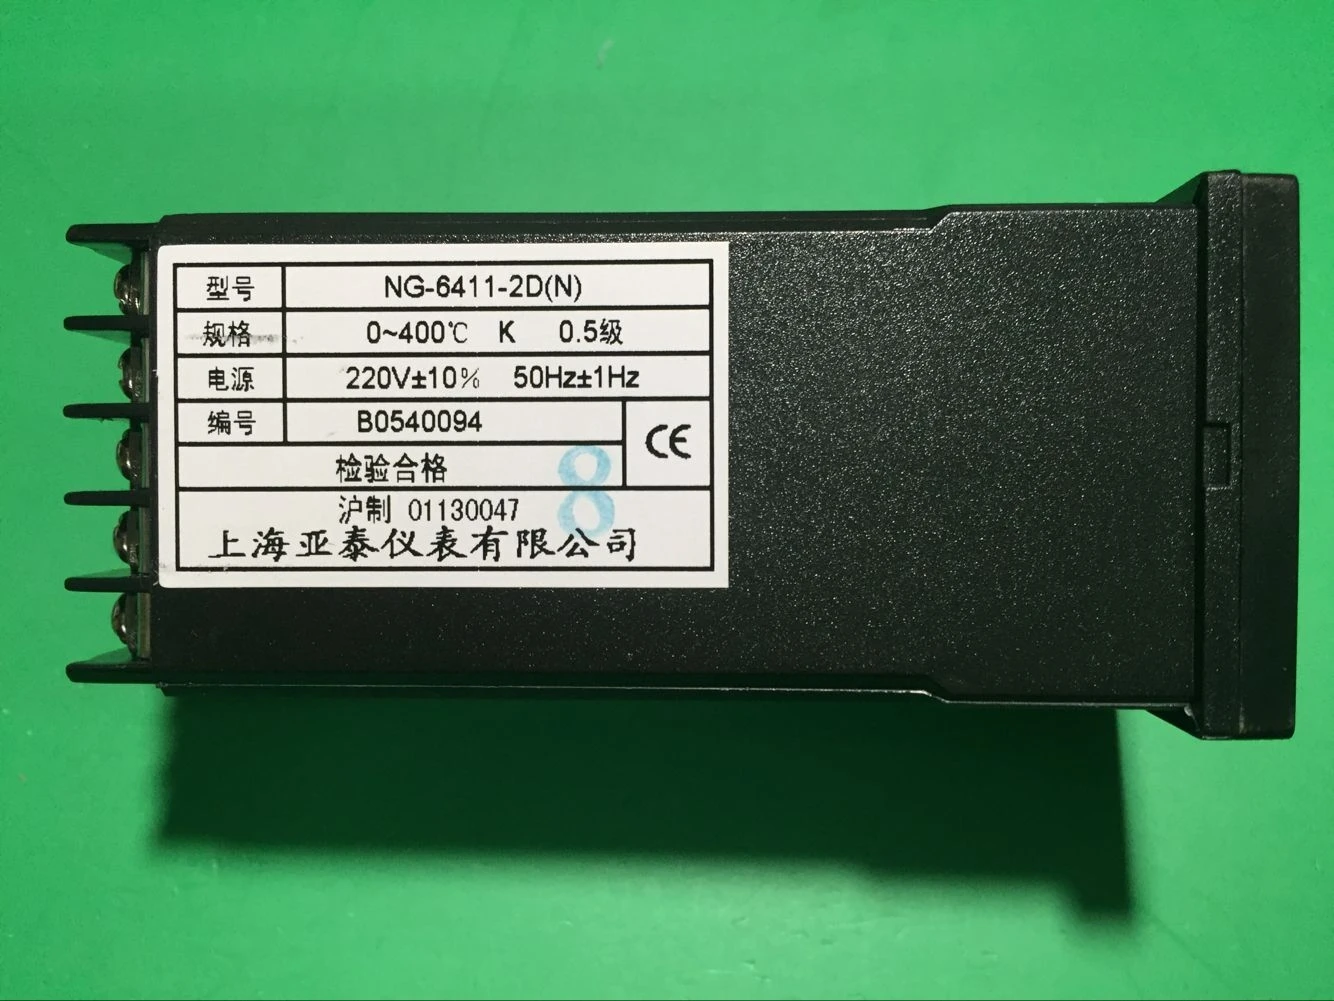 型号 NG-6411-2D(N)
规格 0~400℃ K 0.5级
电源 220V±10% 50Hz±1Hz
编号 B0540094
CE
检验合格
8
沪制 01130047
上海亚泰仪表有限公司